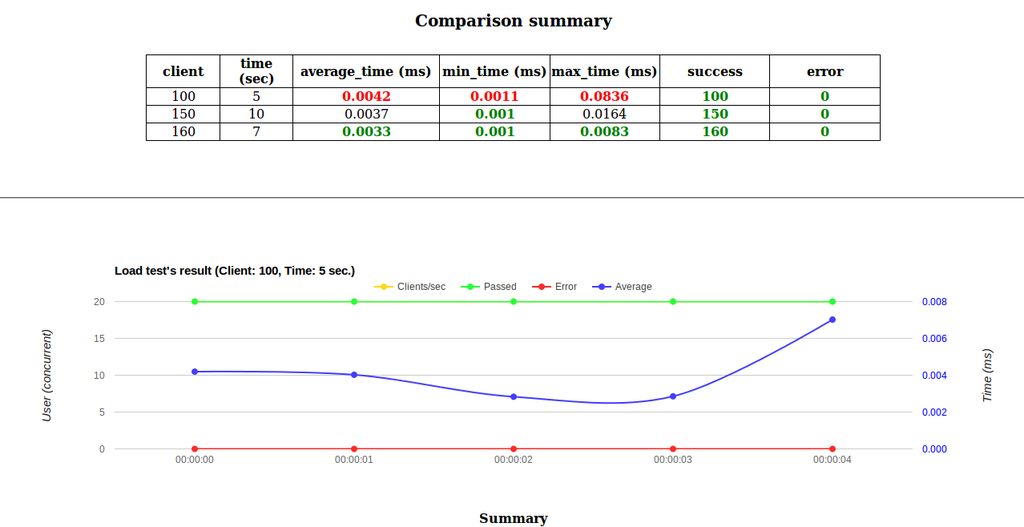 Comparison summary
client time (sec) average_time (ms) min_time (ms) max_time (ms) success error
100 5 0.0042 0.0011 0.0836 100 0
150 10 0.0037 0.001 0.0164 150 0
160 7 0.0033 0.001 0.0083 160 0
Load test's result (Client: 100, Time: 5 sec.)
Clients/sec Passed Error Average
20 0.008
15 0.006
10 0.004
5 0.002
0 0.000
User (concurrent)
Time (ms)
00:00:00 00:00:01 00:00:02 00:00:03 00:00:04
Summary